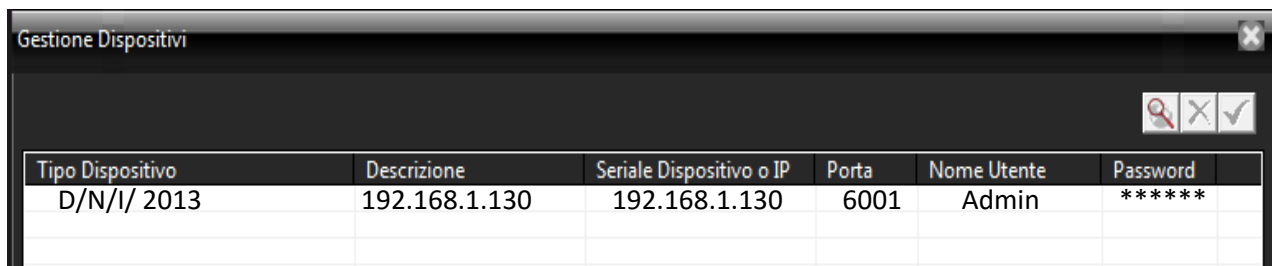 Gestione Dispositivi
Tipo Dispositivo Descrizione Seriale Dispositivo o IP Porta Nome Utente Password
D/N/I/ 2013 192.168.1.130 192.168.1.130 6001 Admin ******